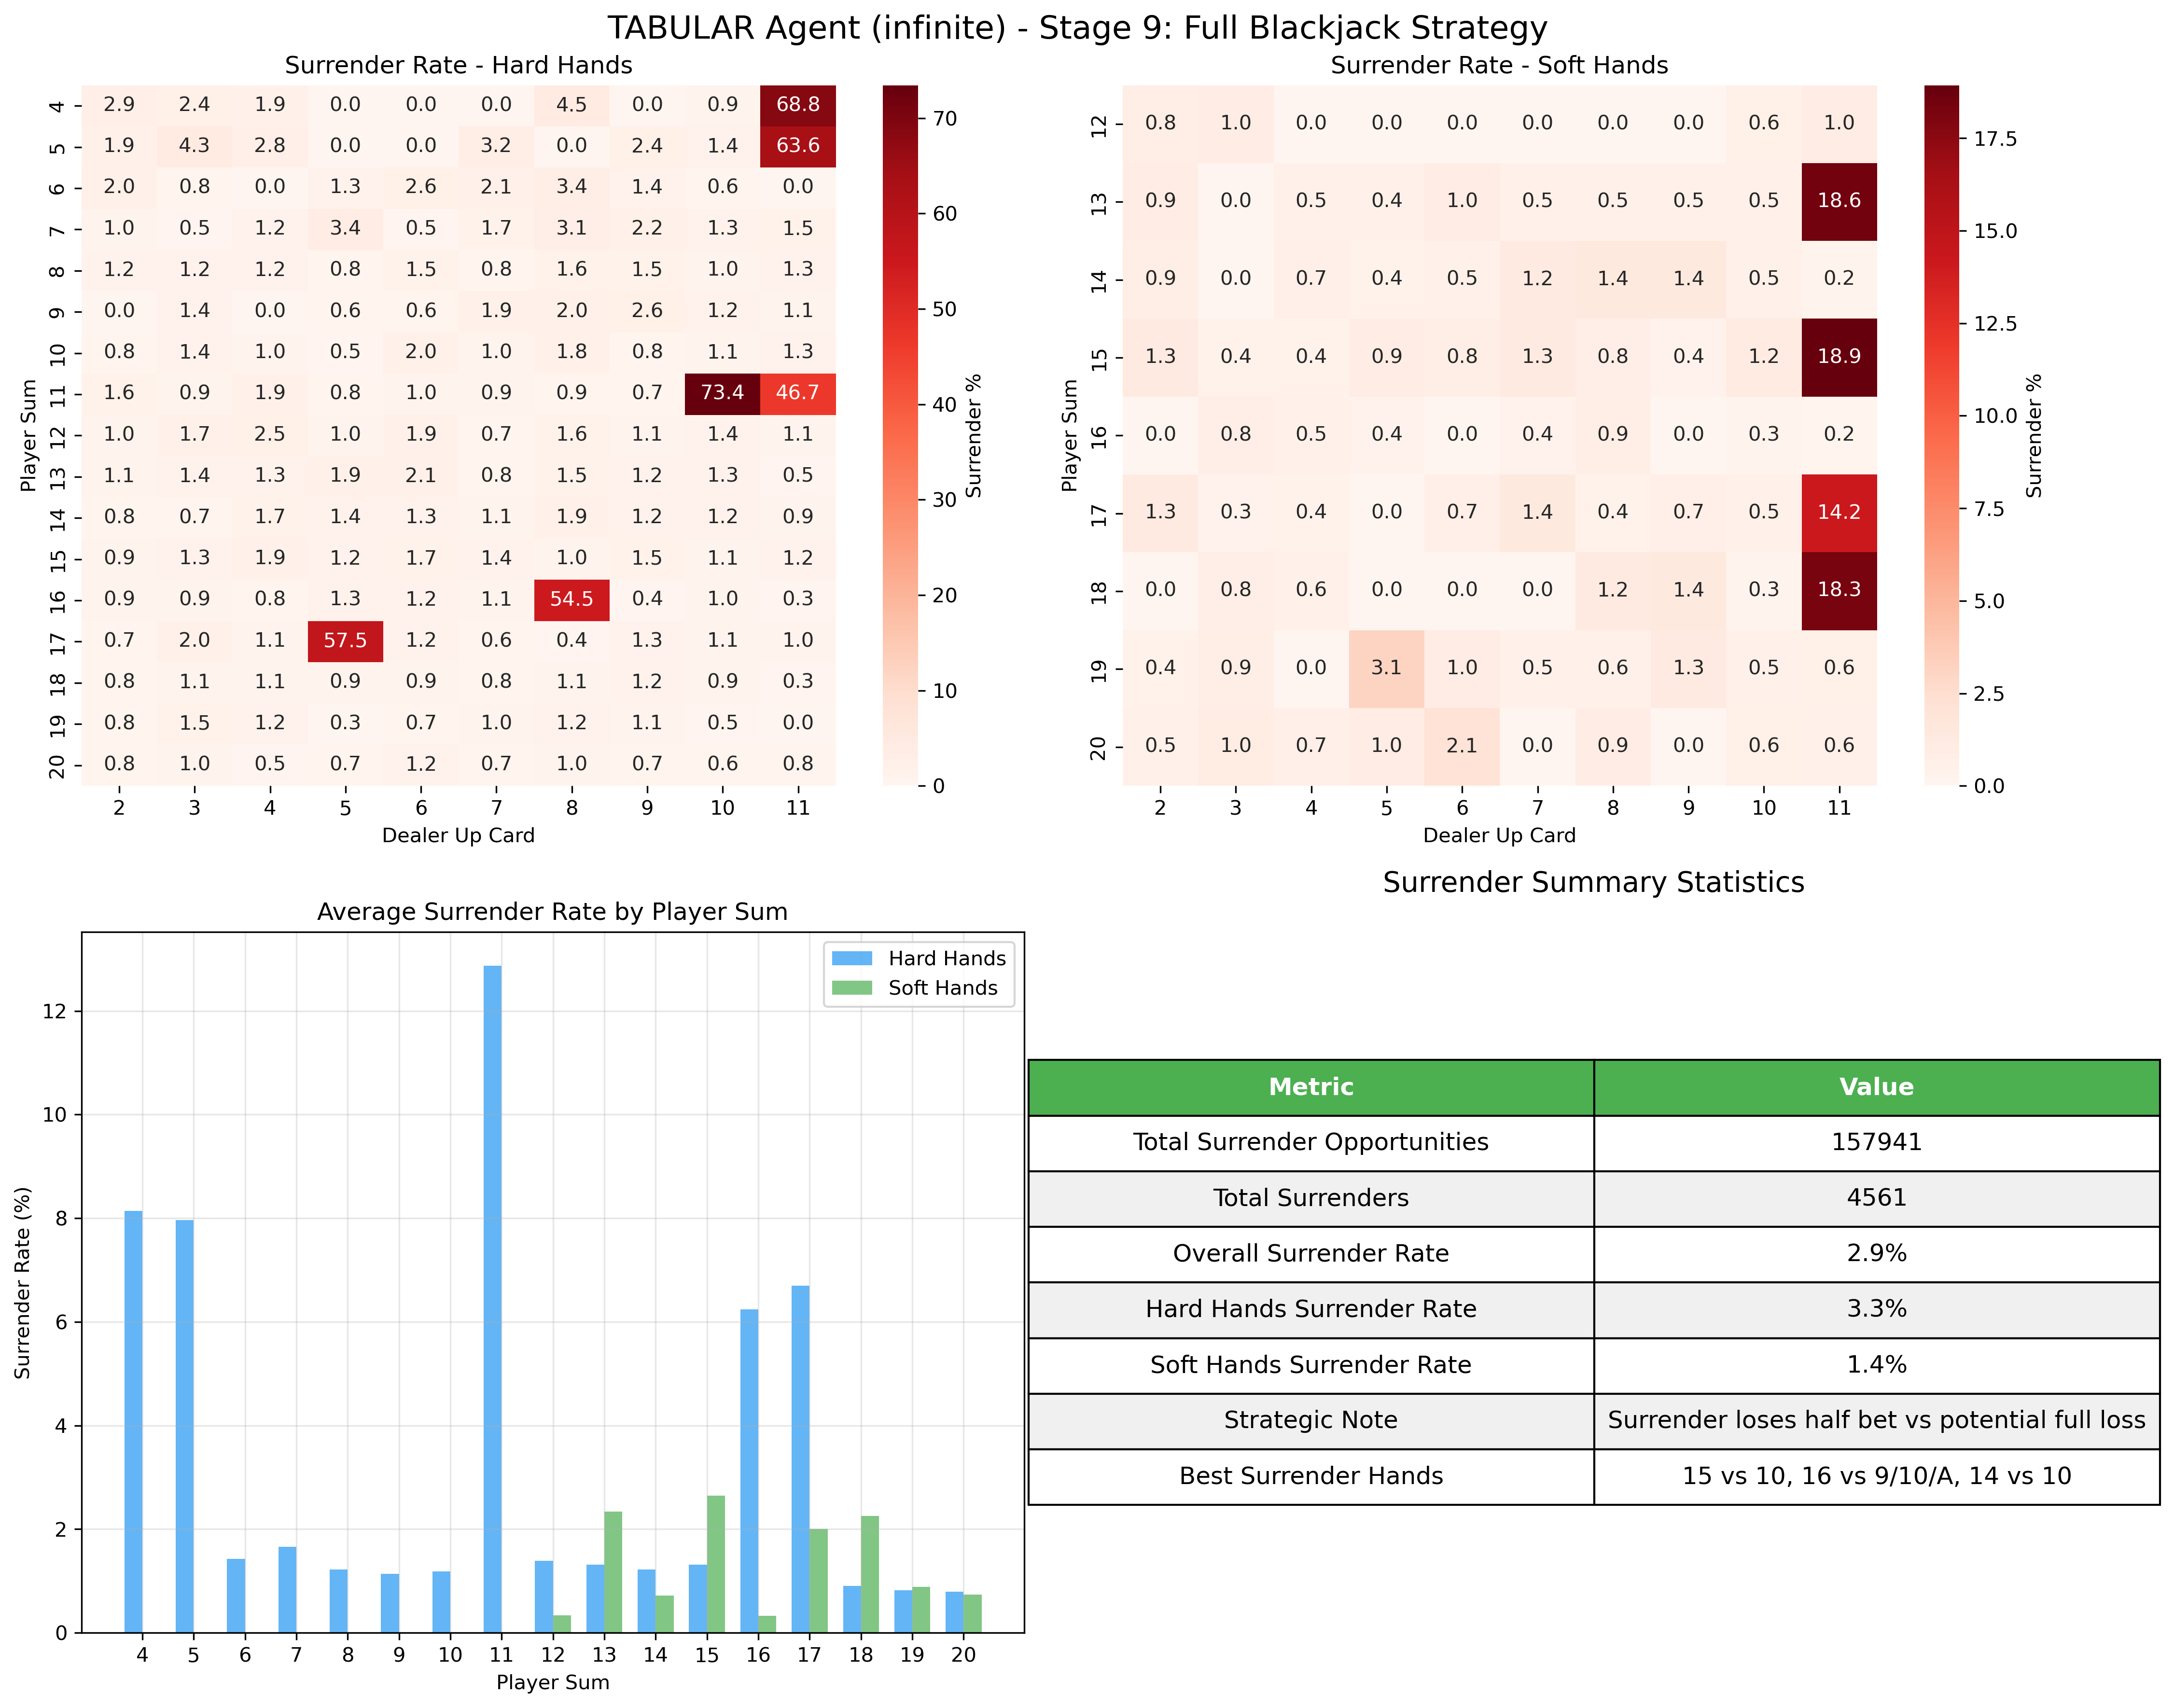 TABULAR Agent (infinite) - Stage 9: Full Blackjack Strategy
Surrender Rate - Hard Hands
4 2.9 2.4 1.9 0.0 0.0 0.0 4.5 0.0 0.9 68.8
5 1.9 4.3 2.8 0.0 0.0 3.2 0.0 2.4 1.4 63.6
6 2.0 0.8 0.0 1.3 2.6 2.1 3.4 1.4 0.6 0.0
7 1.0 0.5 1.2 3.4 0.5 1.7 3.1 2.2 1.3 1.5
8 1.2 1.2 1.2 0.8 1.5 0.8 1.6 1.5 1.0 1.3
9 0.0 1.4 0.0 0.6 0.6 1.9 2.0 2.6 1.2 1.1
10 0.8 1.4 1.0 0.5 2.0 1.0 1.8 0.8 1.1 1.3
11 1.6 0.9 1.9 0.8 1.0 0.9 0.9 0.7 73.4 46.7
12 1.0 1.7 2.5 1.0 1.9 0.7 1.6 1.1 1.4 1.1
13 1.1 1.4 1.3 1.9 2.1 0.8 1.5 1.2 1.3 0.5
14 0.8 0.7 1.7 1.4 1.3 1.1 1.9 1.2 1.2 0.9
15 0.9 1.3 1.9 1.2 1.7 1.4 1.0 1.5 1.1 1.2
16 0.9 0.9 0.8 1.3 1.2 1.1 54.5 0.4 1.0 0.3
17 0.7 2.0 1.1 57.5 1.2 0.6 0.4 1.3 1.1 1.0
18 0.8 1.1 1.1 0.9 0.9 0.8 1.1 1.2 0.9 0.3
19 0.8 1.5 1.2 0.3 0.7 1.0 1.2 1.1 0.5 0.0
20 0.8 1.0 0.5 0.7 1.2 0.7 1.0 0.7 0.6 0.8
2 3 4 5 6 7 8 9 10 11
Player Sum
Dealer Up Card
70
60
50
40
30
20
10
0
Surrender %
Surrender Rate - Soft Hands
12 0.8 1.0 0.0 0.0 0.0 0.0 0.0 0.0 0.6 1.0
13 0.9 0.0 0.5 0.4 1.0 0.5 0.5 0.5 0.5 18.6
14 0.9 0.0 0.7 0.4 0.5 1.2 1.4 1.4 0.5 0.2
15 1.3 0.4 0.4 0.9 0.8 1.3 0.8 0.4 1.2 18.9
16 0.0 0.8 0.5 0.4 0.0 0.4 0.9 0.0 0.3 0.2
17 1.3 0.3 0.4 0.0 0.7 1.4 0.4 0.7 0.5 14.2
18 0.0 0.8 0.6 0.0 0.0 0.0 1.2 1.4 0.3 18.3
19 0.4 0.9 0.0 3.1 1.0 0.5 0.6 1.3 0.5 0.6
20 0.5 1.0 0.7 1.0 2.1 0.0 0.9 0.0 0.6 0.6
2 3 4 5 6 7 8 9 10 11
Player Sum
Dealer Up Card
17.5
15.0
12.5
10.0
7.5
5.0
2.5
0.0
Surrender %
Average Surrender Rate by Player Sum
Hard Hands
Soft Hands
12
10
8
6
4
2
0
Surrender Rate (%)
4 5 6 7 8 9 10 11 12 13 14 15 16 17 18 19 20
Player Sum
Surrender Summary Statistics
Metric Value
Total Surrender Opportunities 157941
Total Surrenders 4561
Overall Surrender Rate 2.9%
Hard Hands Surrender Rate 3.3%
Soft Hands Surrender Rate 1.4%
Strategic Note Surrender loses half bet vs potential full loss
Best Surrender Hands 15 vs 10, 16 vs 9/10/A, 14 vs 10